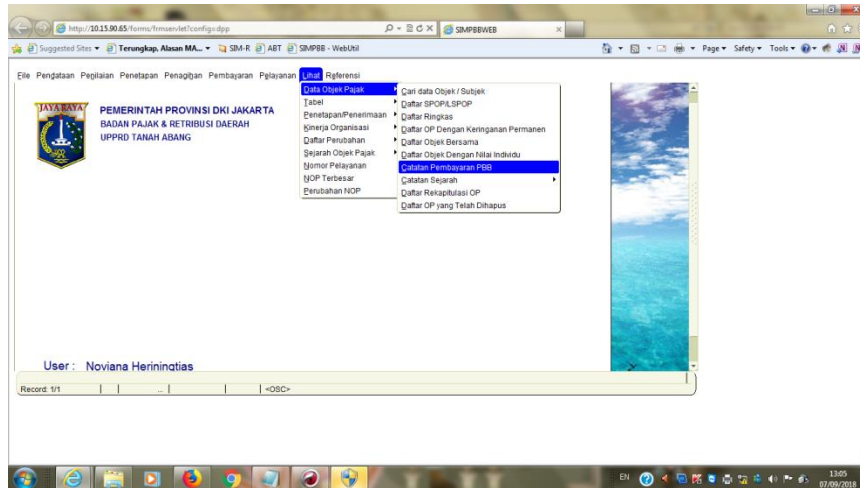 http://10.15.90.65/forms/frmservlet?config=dpp
SIMPBBWEB
Suggested Sites
Terungkap, Alasan MA...
SIM-R
ABT
SIMPBB - WebUtil
Page
Safety
Tools
File Pendataan Penilaian Penetapan Penagihan Pembayaran Pelayanan Lihat Referensi
JAYA RAYA
PEMERINTAH PROVINSI DKI JAKARTA
BADAN PAJAK & RETRIBUSI DAERAH
UPPRD TANAH ABANG
Data Objek Pajak
Tabel
Penetapan/Penerimaan
Kinerja Organisasi
Daftar Perubahan
Sejarah Objek Pajak
Nomor Pelayanan
NOP Terbesar
Perubahan NOP
Cari data Objek / Subjek
Daftar SPOP/LSPOP
Daftar Ringkas
Daftar OP Dengan Keringanan Permanen
Daftar Objek Bersama
Daftar Objek Dengan Nilai Individu
Catatan Pembayaran PBB
Catatan Sejarah
Daftar Rekapitulasi OP
Daftar OP yang Telah Dihapus
User : Noviana Heriningtias
Record: 1/1 ... <OSC>
EN
13:05
07/09/2018